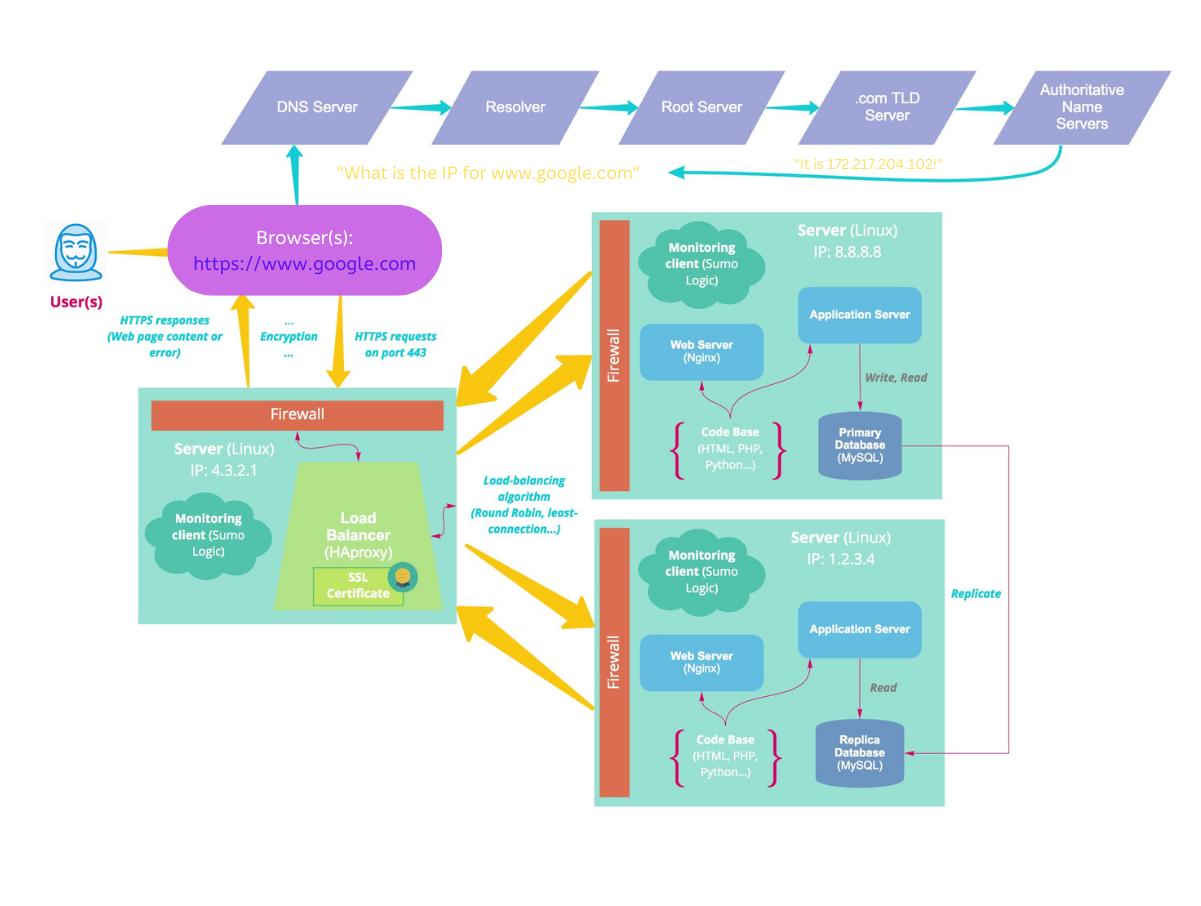 DNS Server
Resolver
Root Server
.com TLD
Server
Authoritative
Name
Servers
"What is the IP for www.google.com"
"It is 172.217.204.102!"
Browser(s):
https://www.google.com
User(s)
HTTPS responses
(Web page content or
error)
...
Encryption
...
HTTPS requests
on port 443
Firewall
Server (Linux)
IP: 4.3.2.1
Monitoring
client (Sumo
Logic)
Load
Balancer
(HAproxy)
SSL
Certificate
Load-balancing
algorithm
(Round Robin, least-
connection...)
Firewall
Monitoring
client (Sumo
Logic)
Server (Linux)
IP: 8.8.8.8
Application Server
Web Server
(Nginx)
Write, Read
Code Base
(HTML, PHP,
Python...)
Primary
Database
(MySQL)
Replicate
Firewall
Monitoring
client (Sumo
Logic)
Server (Linux)
IP: 1.2.3.4
Application Server
Web Server
(Nginx)
Read
Code Base
(HTML, PHP,
Python...)
Replica
Database
(MySQL)